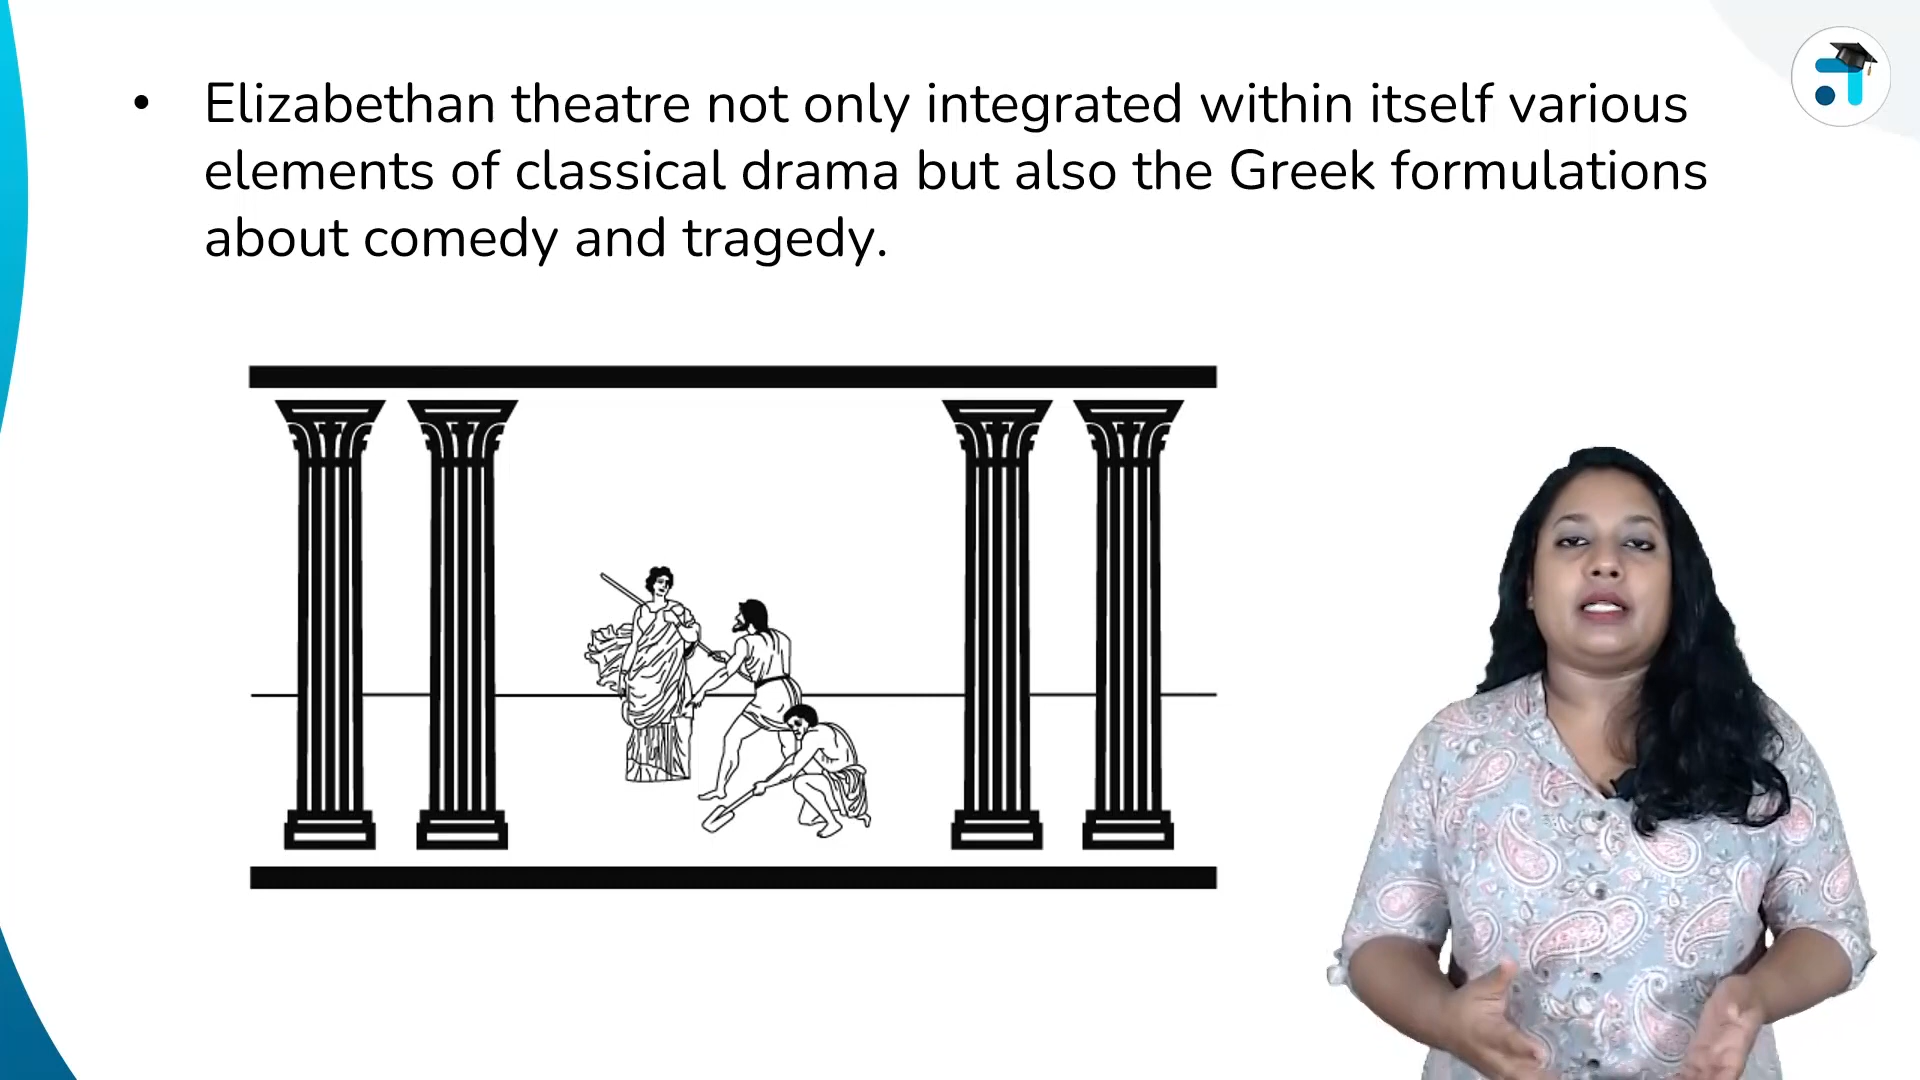 • Elizabethan theatre not only integrated within itself various
elements of classical drama but also the Greek formulations
about comedy and tragedy.